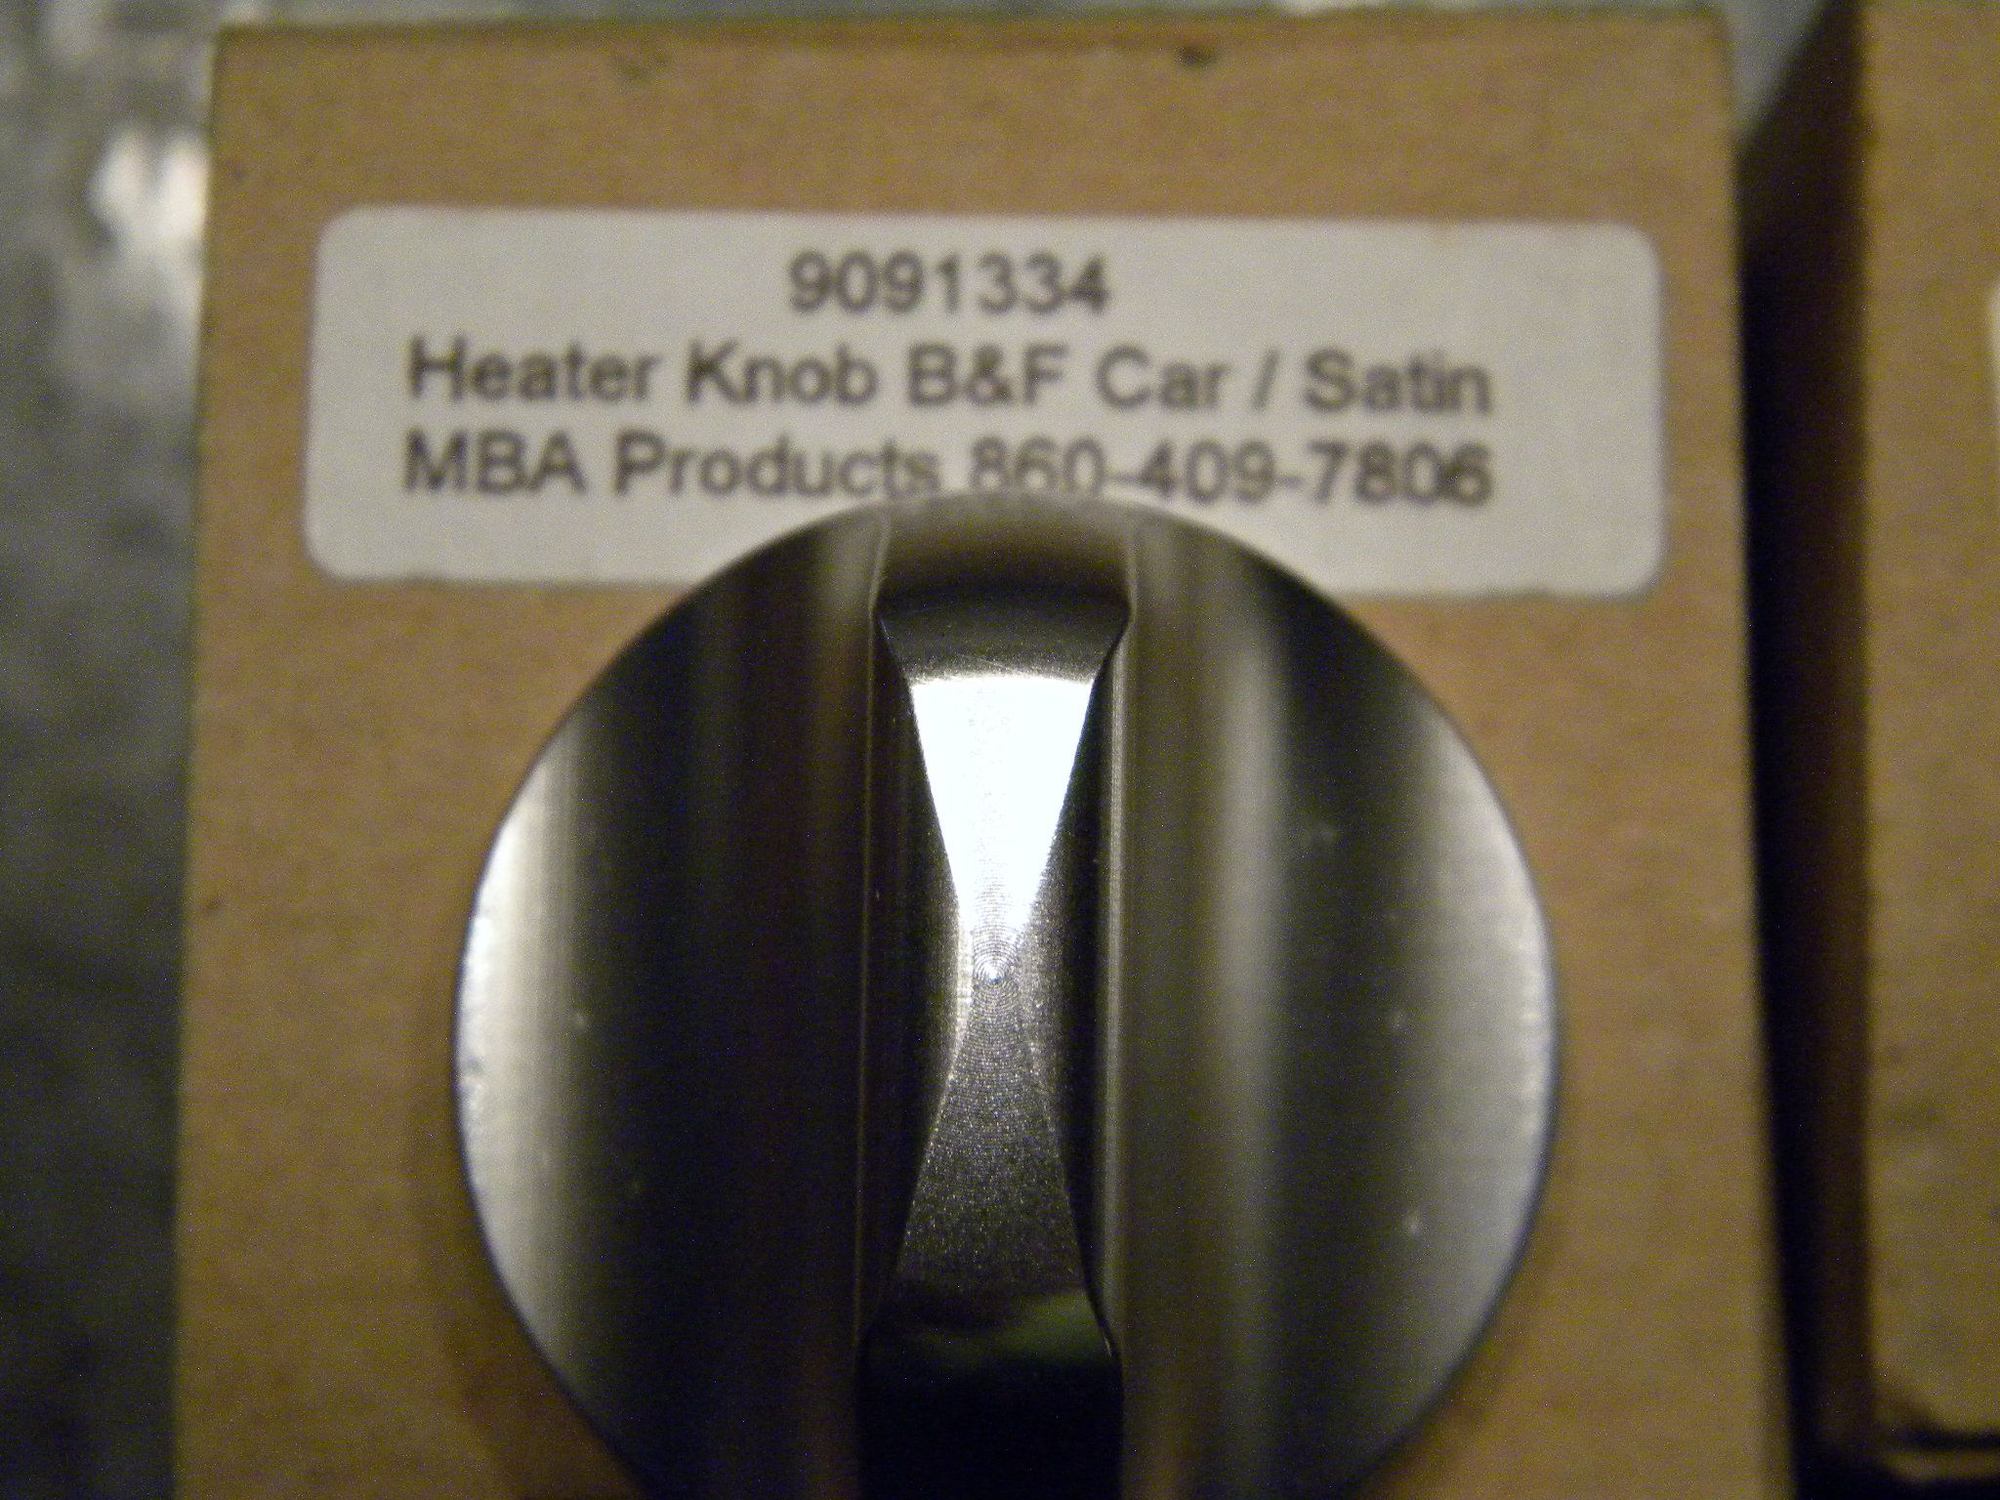 9091334
Heater Knob B&F Car / Satin
MBA Products 860-409-7806